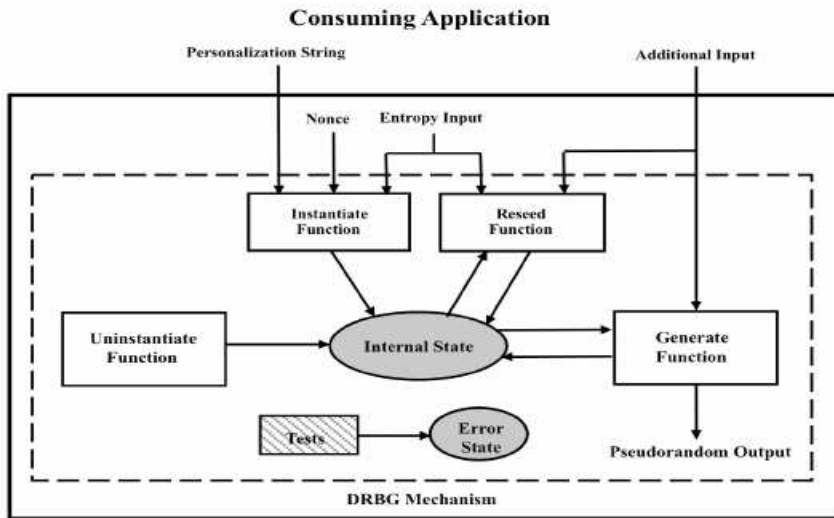 Consuming Application
Personalization String
Additional Input
Nonce
Entropy Input
Instantiate
Function
Reseed
Function
Uninstantiate
Function
Internal State
Generate
Function
Tests
Error
State
Pseudorandom Output
DRBG Mechanism